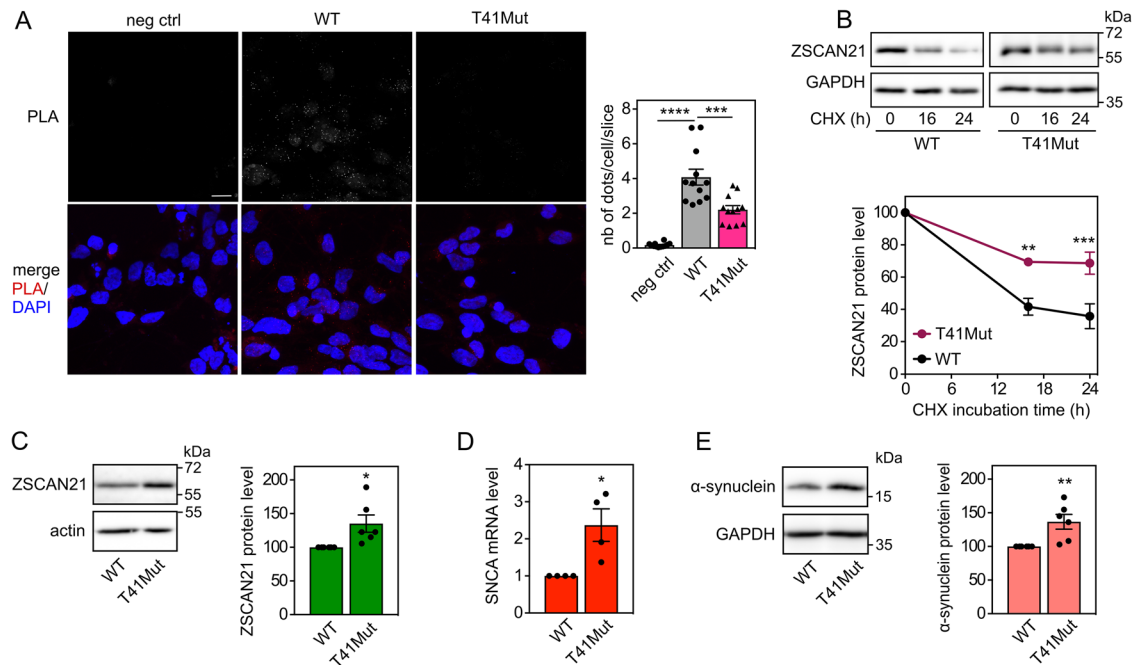 A
neg ctrl
WT
T41Mut
PLA
merge
PLA/
DAPI
nb of dots/cell/slice
8
6
4
2
0
****
***
neg ctrl
WT
T41Mut
B
kDa
ZSCAN21
72
55
GAPDH
35
CHX (h)
0 16 24
0 16 24
WT
T41Mut
ZSCAN21 protein level
100
80
60
40
20
0
**
***
T41Mut
WT
0 6 12 18 24
CHX incubation time (h)
C
kDa
ZSCAN21
72
55
55
actin
WT
T41Mut
ZSCAN21 protein level
200
150
100
50
0
*
WT
T41Mut
D
SNCA mRNA level
4
3
2
1
0
*
WT
T41Mut
E
kDa
α-synuclein
15
GAPDH
35
WT
T41Mut
α-synuclein protein level
200
150
100
50
0
**
WT
T41Mut